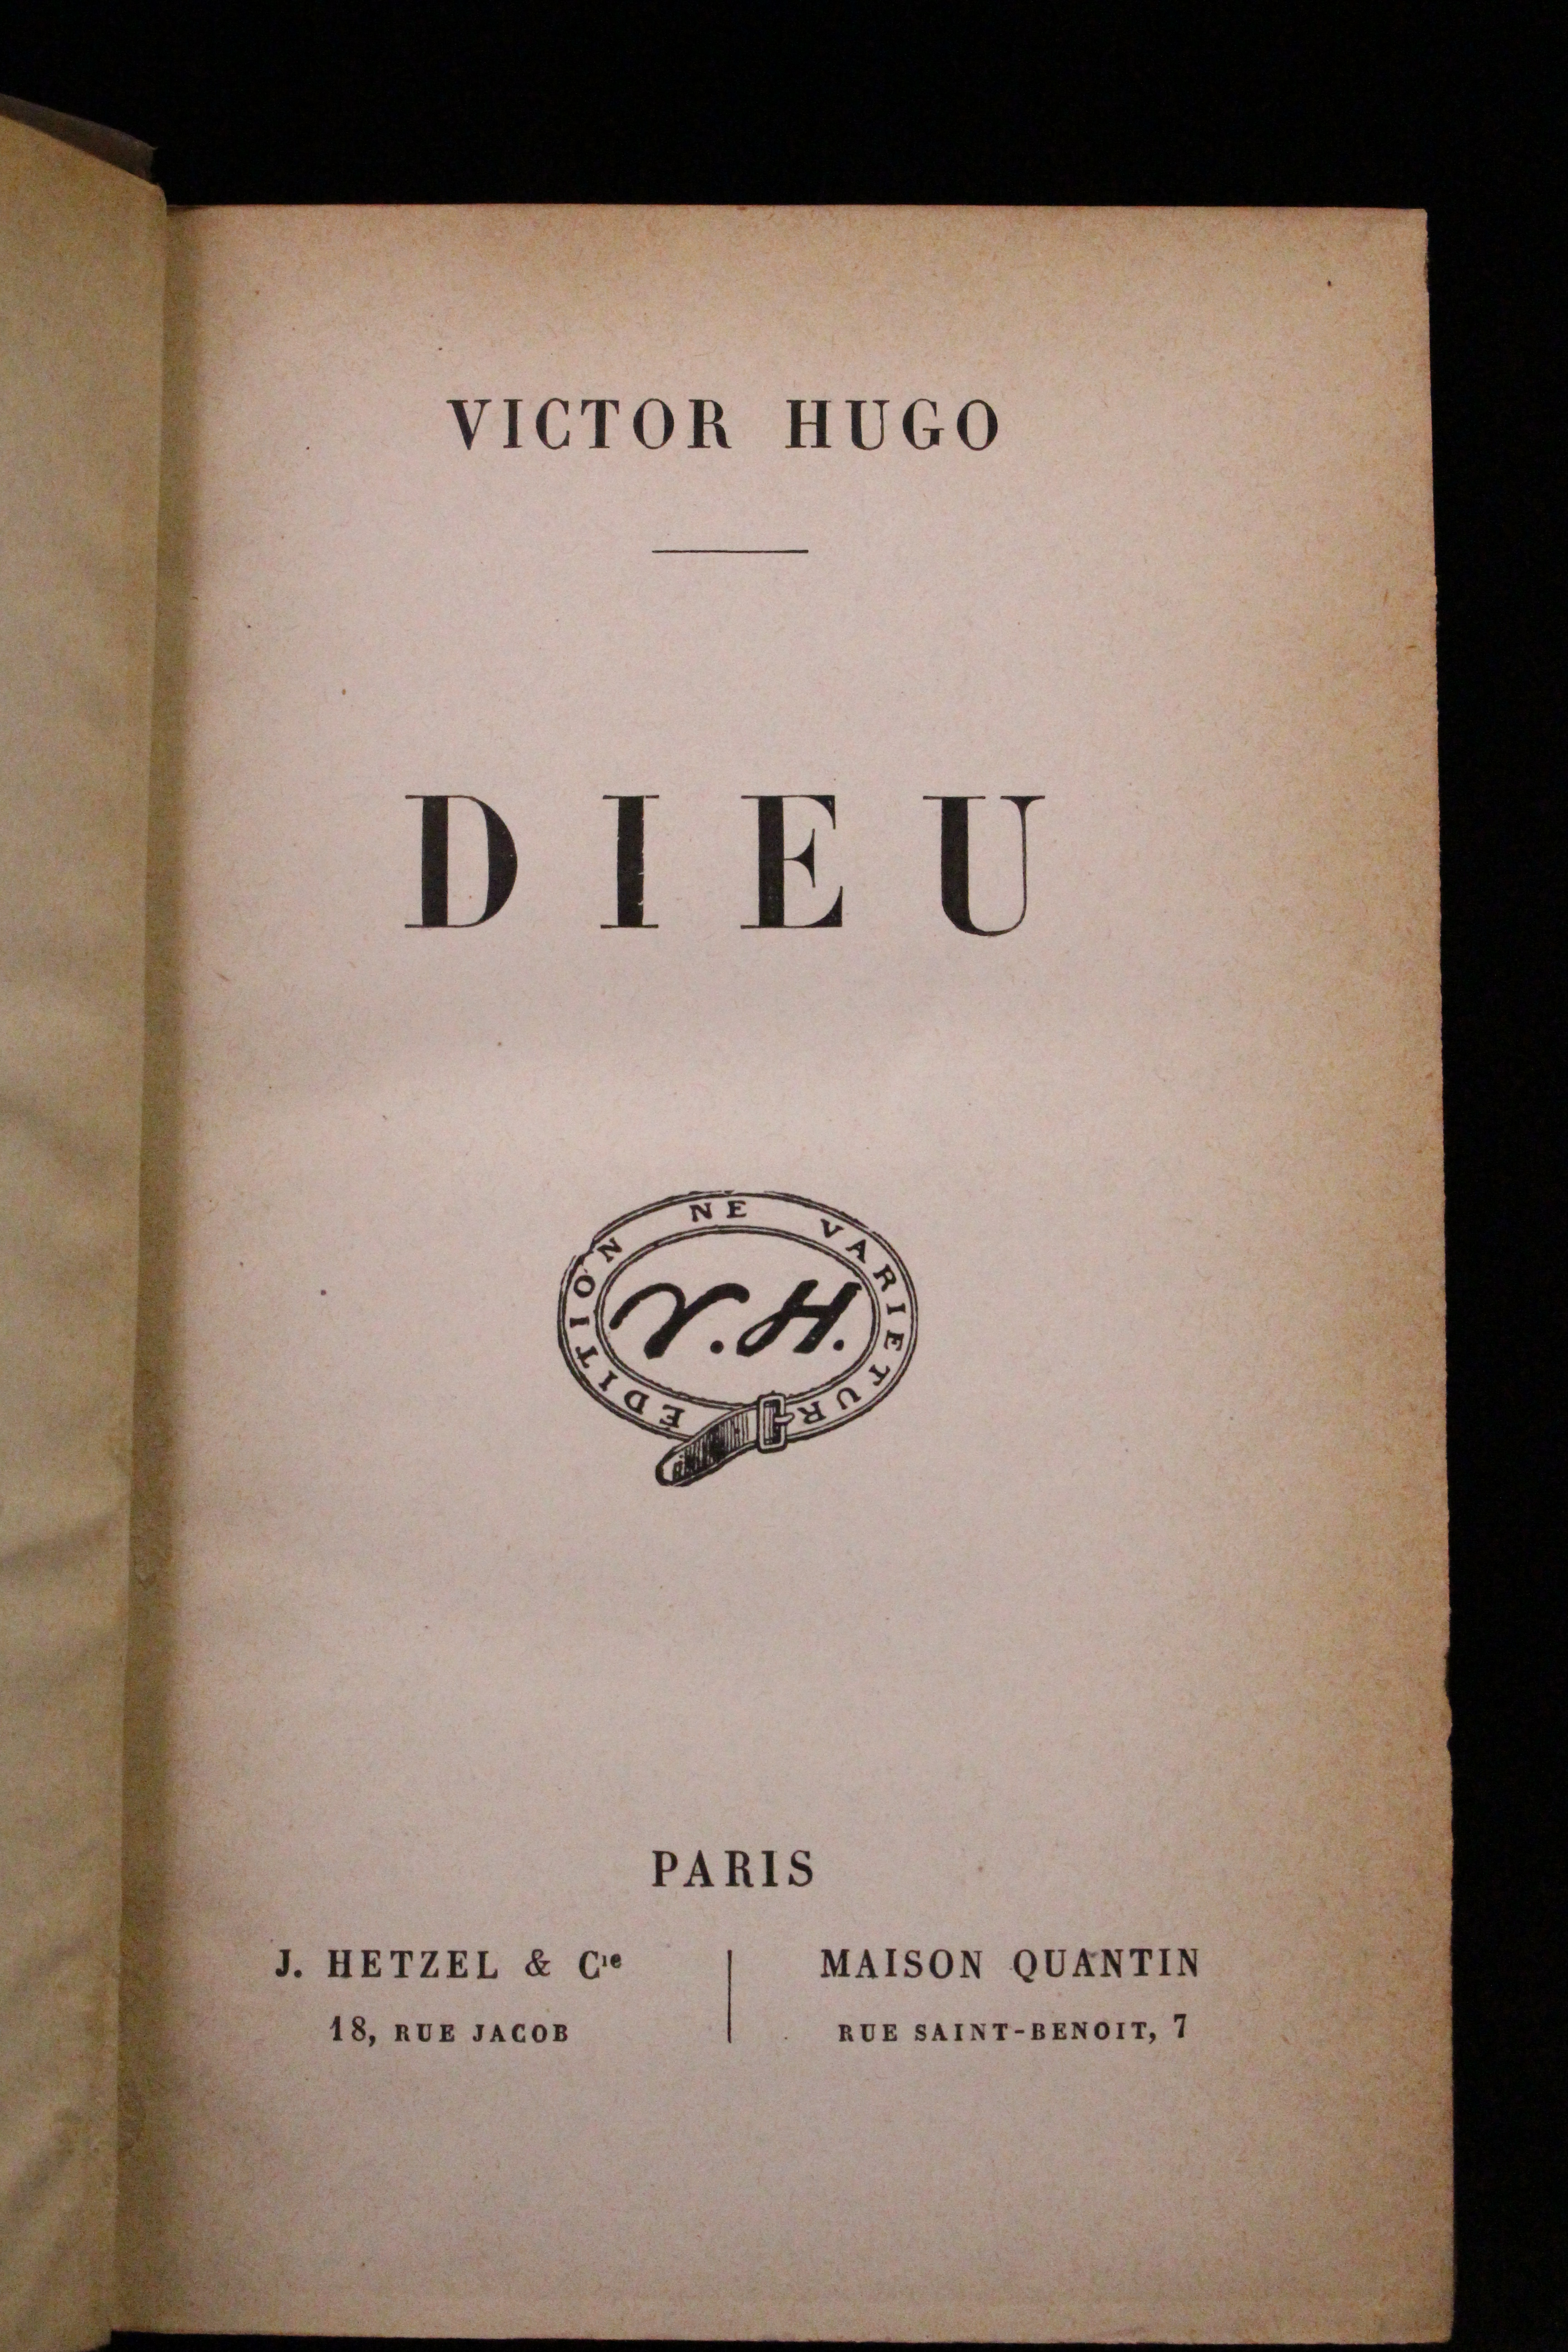 VICTOR HUGO
DIEU
EDITION NE VARIETUR
V.H.
PARIS
J. HETZEL & Cie
18, RUE JACOB
MAISON QUANTIN
RUE SAINT-BENOIT, 7